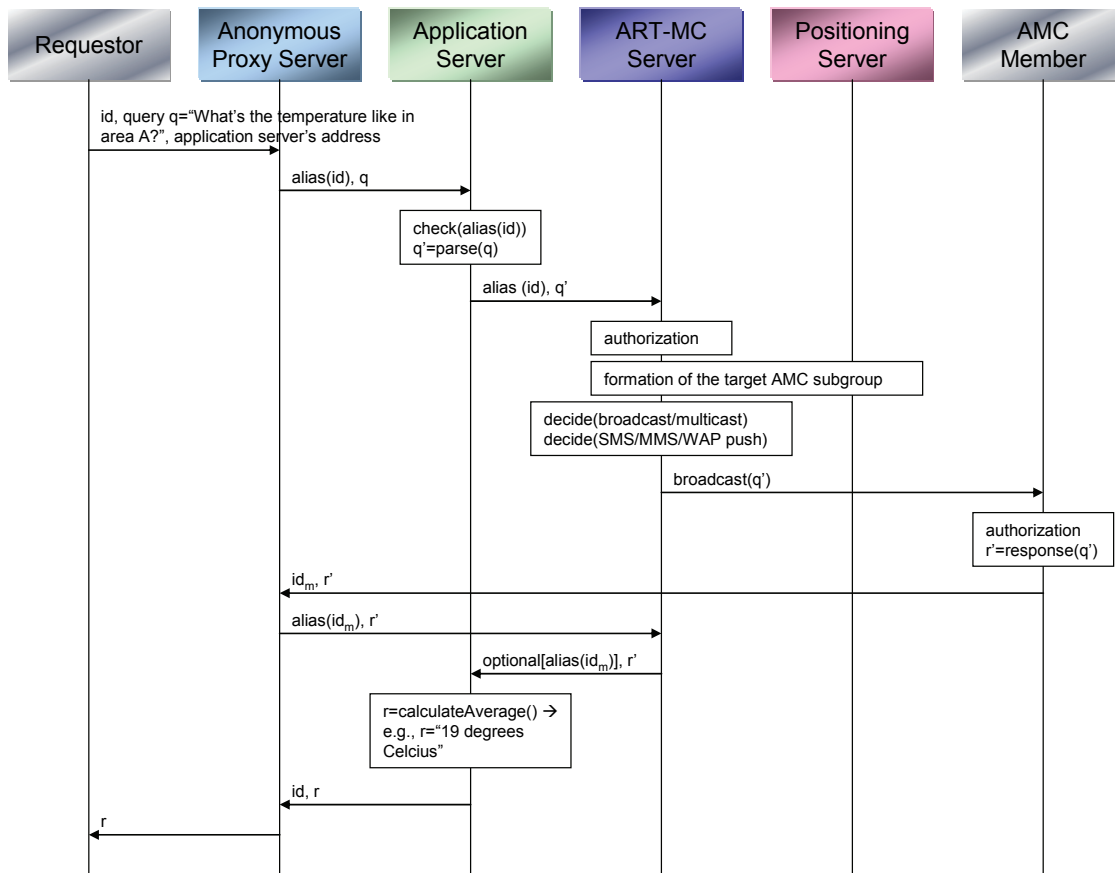 Requestor
Anonymous
Proxy Server
Application
Server
ART-MC
Server
Positioning
Server
AMC
Member
id, query q=“What’s the temperature like in
area A?”, application server’s address
alias(id), q
check(alias(id))
q’=parse(q)
alias (id), q’
authorization
formation of the target AMC subgroup
decide(broadcast/multicast)
decide(SMS/MMS/WAP push)
broadcast(q’)
authorization
r’=response(q’)
idm, r’
alias(idm), r’
optional[alias(idm)], r’
r=calculateAverage() →
e.g., r=“19 degrees
Celcius”
id, r
r